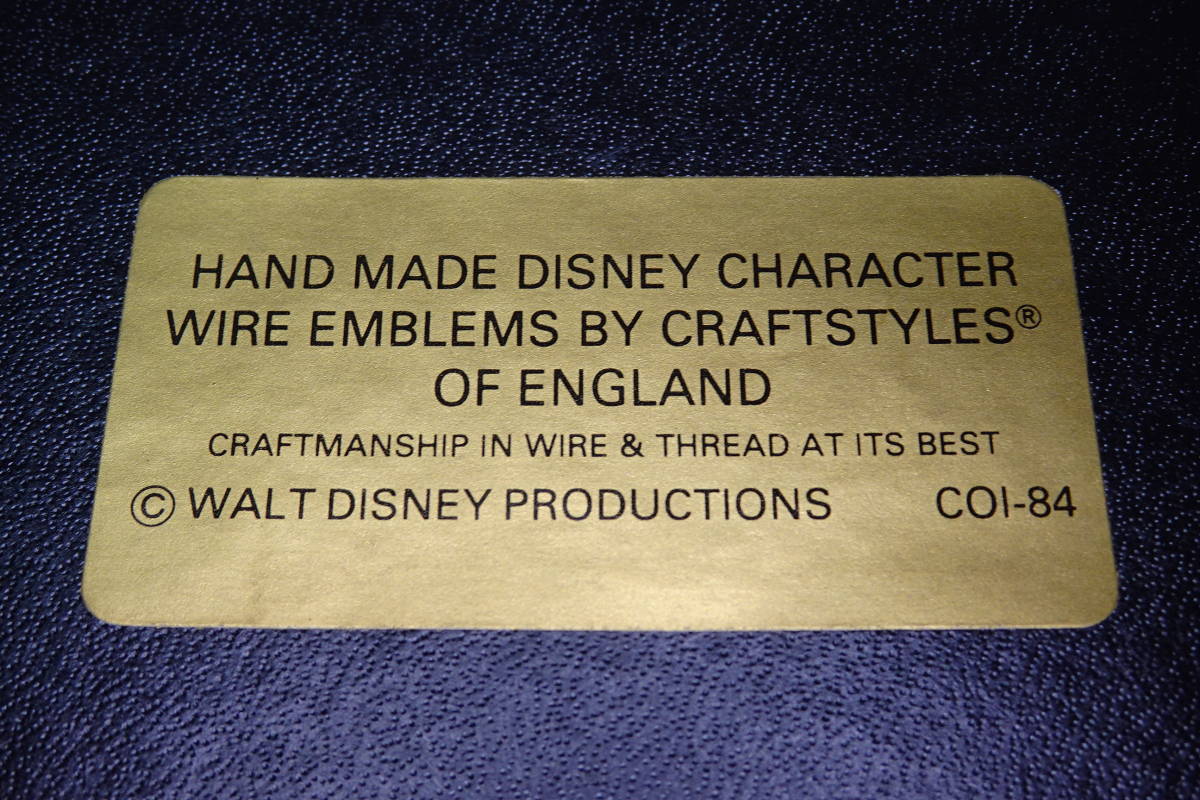 HAND MADE DISNEY CHARACTER
WIRE EMBLEMS BY CRAFTSTYLES®
OF ENGLAND
CRAFTMANSHIP IN WIRE & THREAD AT ITS BEST
© WALT DISNEY PRODUCTIONS COI-84